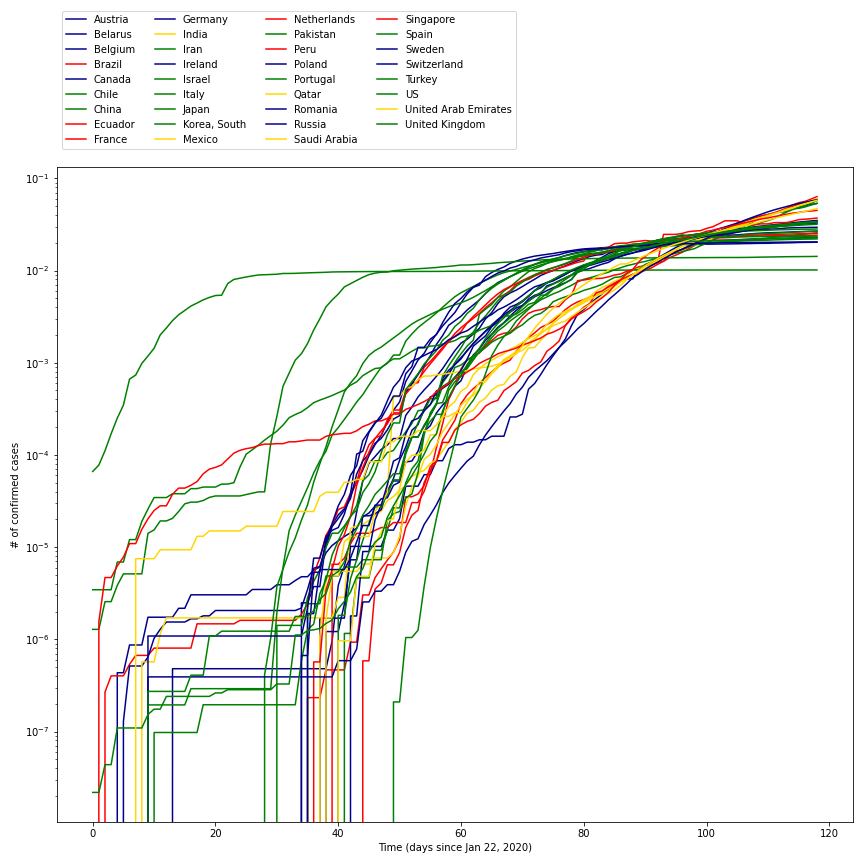 Austria Germany Netherlands Singapore
Belarus India Pakistan Spain
Belgium Iran Peru Sweden
Brazil Ireland Poland Switzerland
Canada Israel Portugal Turkey
Chile Italy Qatar US
China Japan Romania United Arab Emirates
Ecuador Korea, South Russia United Kingdom
France Mexico Saudi Arabia
10⁻¹
10⁻²
10⁻³
10⁻⁴
10⁻⁵
10⁻⁶
10⁻⁷
# of confirmed cases
0 20 40 60 80 100 120
Time (days since Jan 22, 2020)